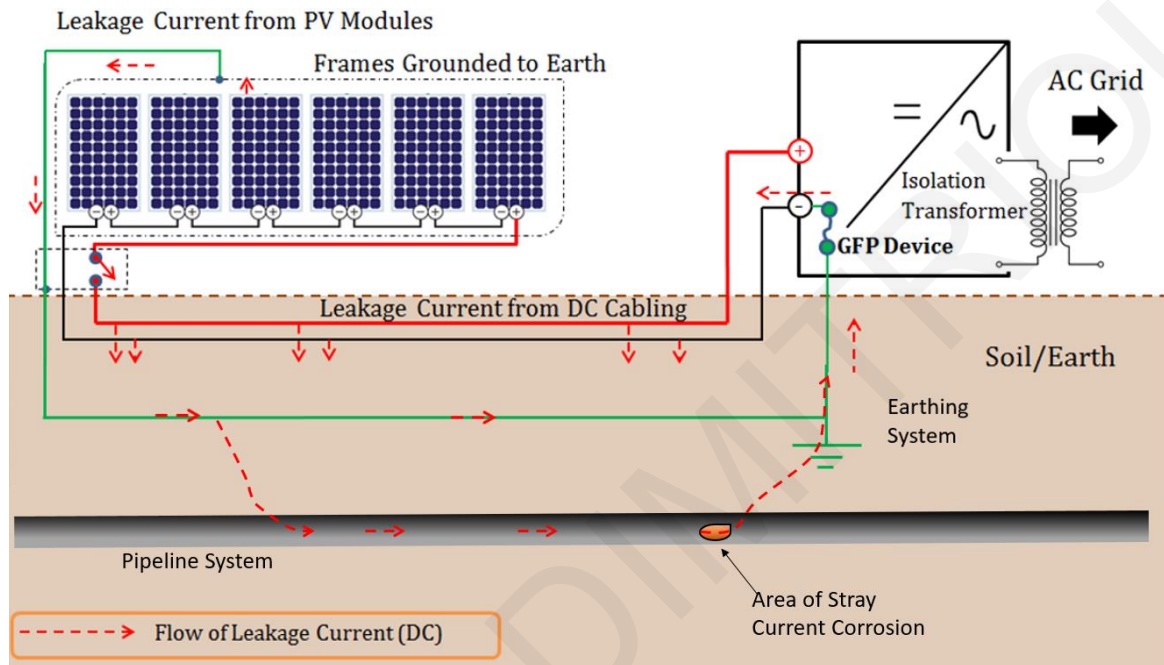 Leakage Current from PV Modules
Frames Grounded to Earth
AC Grid
Isolation
Transformer
GFP Device
Leakage Current from DC Cabling
Soil/Earth
Earthing
System
Pipeline System
Area of Stray
Current Corrosion
Flow of Leakage Current (DC)